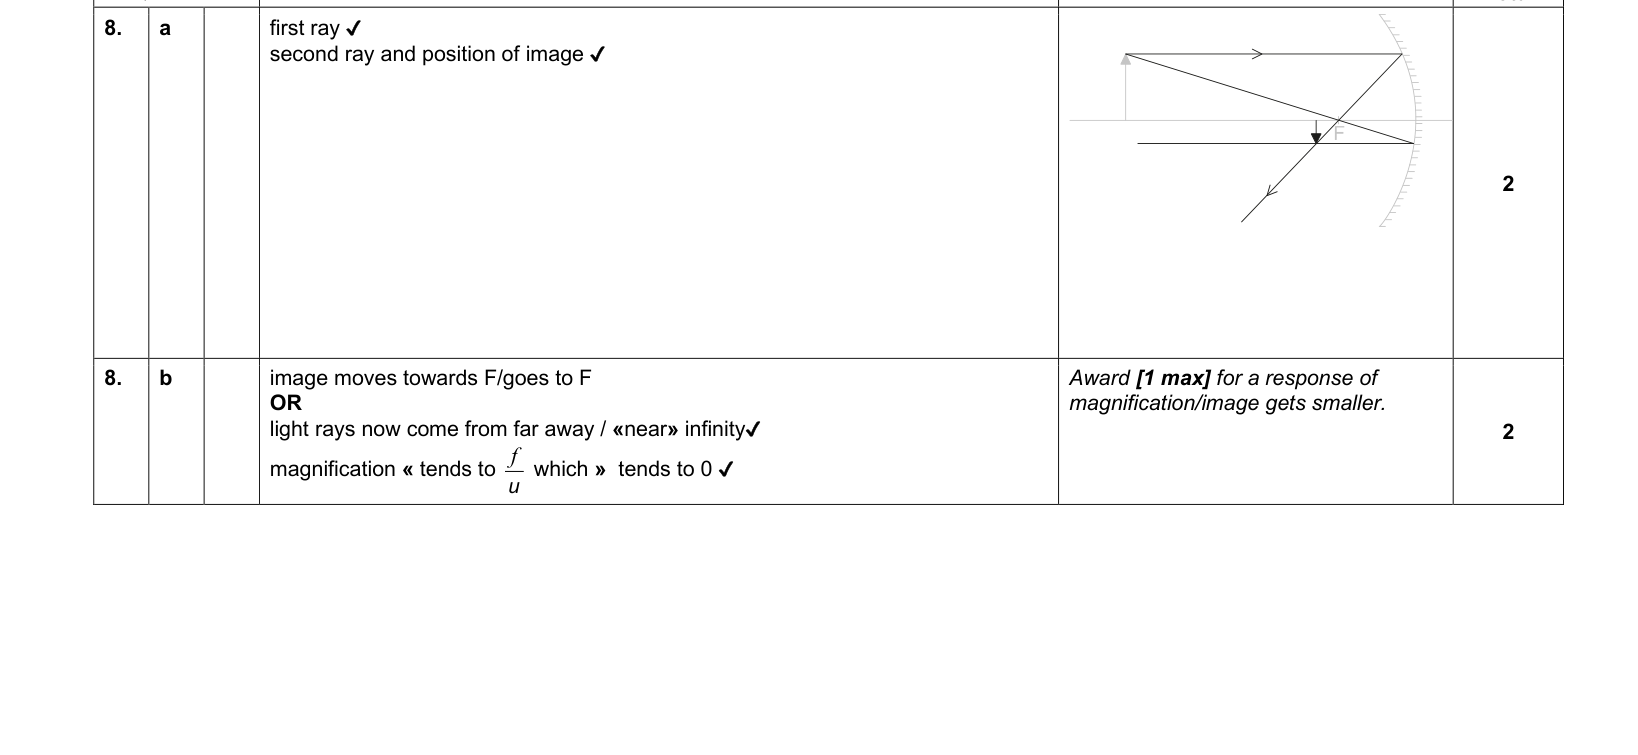 8. a first ray ✓
second ray and position of image ✓
F
2
8. b image moves towards F/goes to F
OR
light rays now come from far away / «near» infinity✓
magnification « tends to f/u which » tends to 0 ✓
Award [1 max] for a response of
magnification/image gets smaller.
2